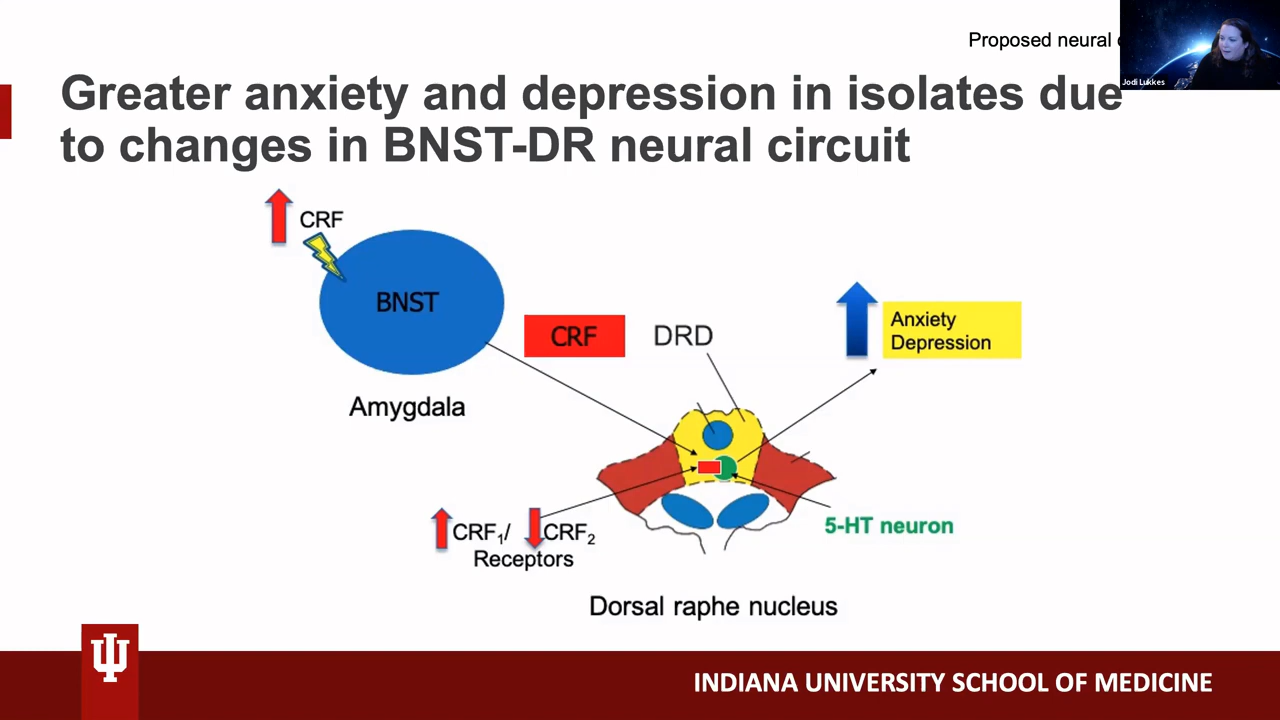 Proposed neural
Jodi Lukkes
Greater anxiety and depression in isolates due
to changes in BNST-DR neural circuit
CRF
BNST
CRF
DRD
Anxiety
Depression
Amygdala
CRF₁/ CRF₂
Receptors
5-HT neuron
Dorsal raphe nucleus
INDIANA UNIVERSITY SCHOOL OF MEDICINE